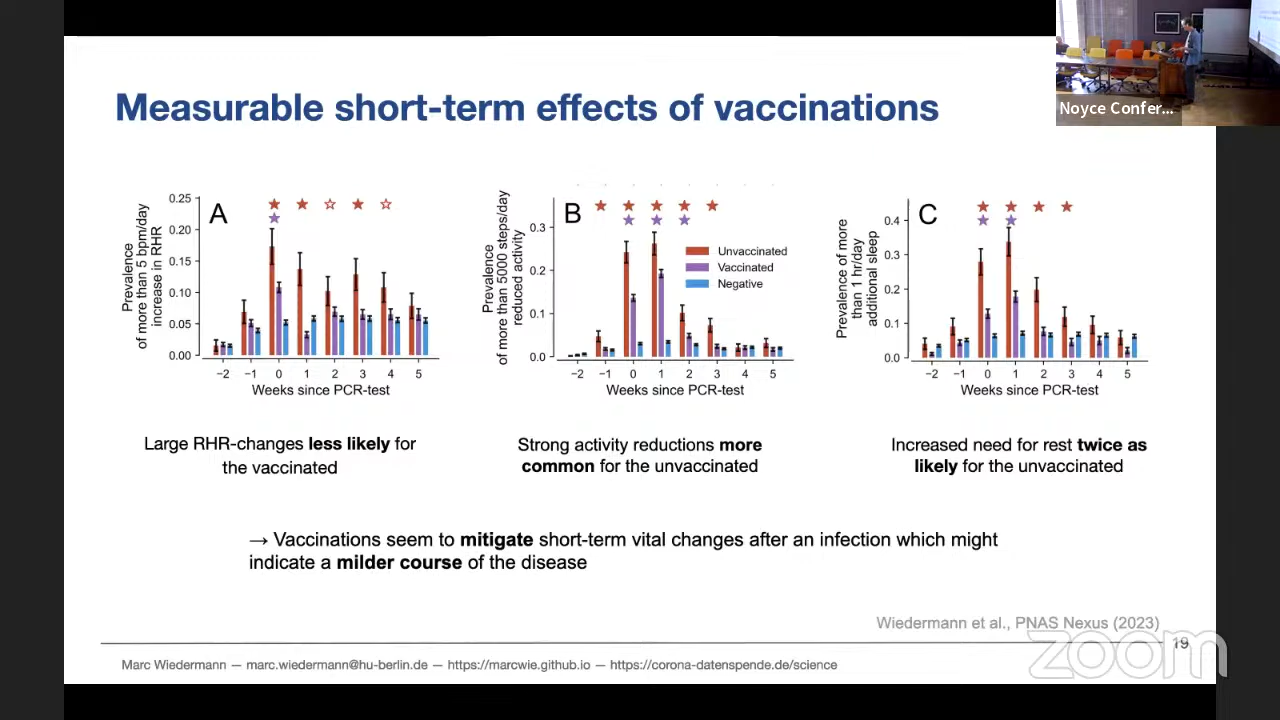 Noyce Confer...
Measurable short-term effects of vaccinations
Prevalence
of more than 5 bpm/day
increase in RHR
0.25
0.20
0.15
0.10
0.05
0.00
A
−2 −1 0 1 2 3 4 5
Weeks since PCR-test
Prevalence
of more than 5000 steps/day
reduced activity
0.3
0.2
0.1
0.0
B
Unvaccinated
Vaccinated
Negative
−2 −1 0 1 2 3 4 5
Weeks since PCR-test
Prevalence of more than
1 hr/day
additional sleep
0.4
0.3
0.2
0.1
0.0
C
−2 −1 0 1 2 3 4 5
Weeks since PCR-test
Large RHR-changes less likely for
the vaccinated
Strong activity reductions more
common for the unvaccinated
Increased need for rest twice as
likely for the unvaccinated
→ Vaccinations seem to mitigate short-term vital changes after an infection which might
indicate a milder course of the disease
Wiedermann et al., PNAS Nexus (2023)
Marc Wiedermann — marc.wiedermann@hu-berlin.de — https://marcwie.github.io — https://corona-datenspende.de/science
19
zoom